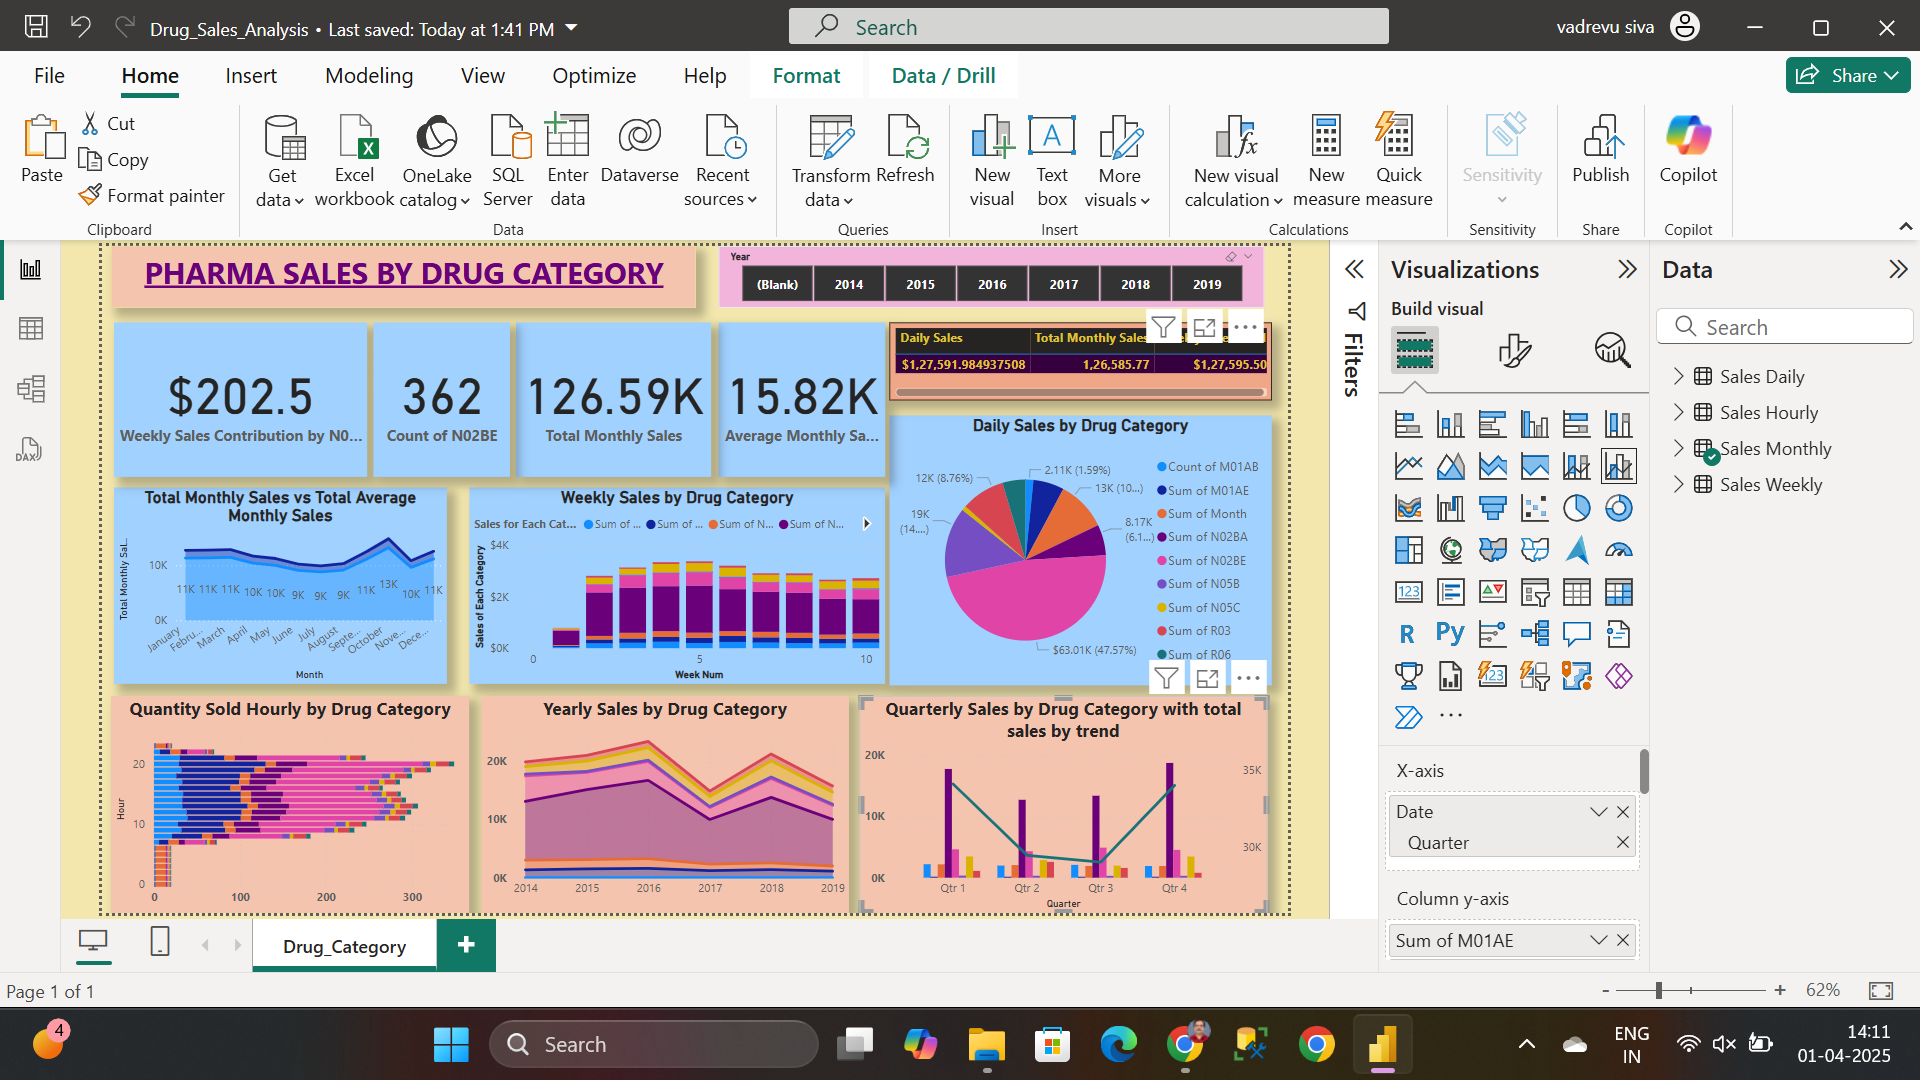 Drug_Sales_Analysis • Last saved: Today at 1:41 PM
Search
vadrevu siva
File
Home
Insert
Modeling
View
Optimize
Help
Format
Data / Drill
Share
Paste
Cut
Copy
Format painter
Clipboard
Get data
Excel workbook
OneLake catalog
SQL Server
Enter data
Dataverse
Recent sources
Data
Transform data
Refresh
Queries
New visual
Text box
More visuals
Insert
New visual calculation
New measure
Quick measure
Calculations
Sensitivity
Sensitivity
Publish
Share
Copilot
Copilot
PHARMA SALES BY DRUG CATEGORY
Year
(Blank)
2014
2015
2016
2017
2018
2019
$202.5
Weekly Sales Contribution by N0...
362
Count of N02BE
126.59K
Total Monthly Sales
15.82K
Average Monthly Sa...
Daily Sales
Total Monthly Sales
$1,27,591.984937508
1,26,585.77
$1,27,595.50
Total Monthly Sales vs Total Average
Monthly Sales
Total Monthly Sal...
10K
0K
11K 11K 11K 10K 10K 9K 9K 9K 11K 13K 10K 11K
January
Febru...
March
April
May
June
July
August
Septe...
October
Nove...
Dece...
Month
Weekly Sales by Drug Category
Sales for Each Cat...
Sum of ...
Sum of ...
Sum of N...
Sum of N...
Sales of Each Category
$4K
$2K
$0K
0
5
10
Week Num
Daily Sales by Drug Category
12K (8.76%)
2.11K (1.59%)
13K (10...)
19K
(14....)
8.17K
(6.1...)
$63.01K (47.57%)
Count of M01AB
Sum of M01AE
Sum of Month
Sum of N02BA
Sum of N02BE
Sum of N05B
Sum of N05C
Sum of R03
Sum of R06
Quantity Sold Hourly by Drug Category
Hour
20
10
0
0
100
200
300
Yearly Sales by Drug Category
20K
10K
0K
2014
2015
2016
2017
2018
2019
Quarterly Sales by Drug Category with total
sales by trend
20K
10K
0K
35K
30K
Qtr 1
Qtr 2
Qtr 3
Qtr 4
Quarter
Filters
Visualizations
Build visual
123
R
Py
123
X-axis
Date
Quarter
Column y-axis
Sum of M01AE
Data
Search
Sales Daily
Sales Hourly
Sales Monthly
Sales Weekly
DAX
Drug_Category
Page 1 of 1
62%
4
Search
ENG
IN
14:11
01-04-2025